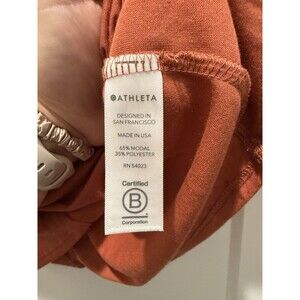 ATHLETA
DESIGNED IN
SAN FRANCISCO
MADE IN USA
65% MODAL
35% POLYESTER
RN 54023
Certified
B
Corporation